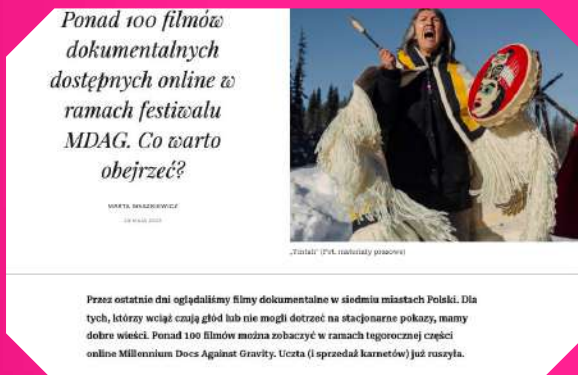 Ponad 100 filmów
dokumentalnych
dostępnych online w
ramach festiwalu
MDAG. Co warto
obejrzeć?
MARTA
„Yintah" (Fot. materiały prasowe)
Przez ostatnie dni oglądaliśmy filmy dokumentalne w siedmiu miastach Polski. Dla
tych, którzy wciąż czują głód lub nie mogli dotrzeć na stacjonarne pokazy, mamy
dobre wieści. Ponad 100 filmów można zobaczyć w ramach tegorocznej części
online Millennium Docs Against Gravity. Uczta (i sprzedaż karnetów) już ruszyła.